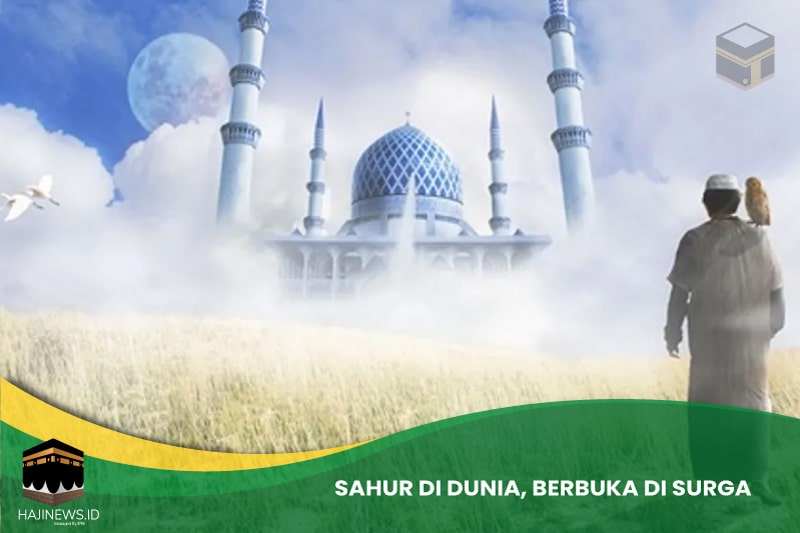 SAHUR DI DUNIA, BERBUKA DI SURGA
HAJINEWS.ID